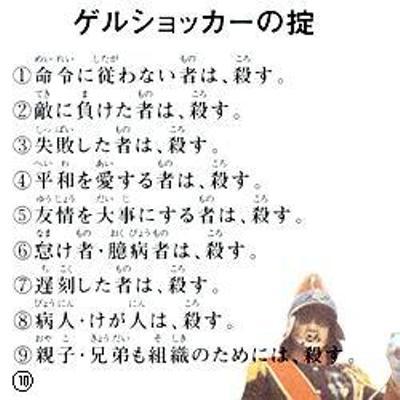 ゲルショッカーの掟
①命令に従わない者は、殺す。
②敵に負けた者は、殺す。
③失敗した者は、殺す。
④平和を愛する者は、殺す。
⑤友情を大事にする者は、殺す。
⑥怠け者・臆病者は、殺す。
⑦遅刻した者は、殺す。
⑧病人・けが人は、殺す。
⑨親子・兄弟も組織のためには、殺す。
⑩